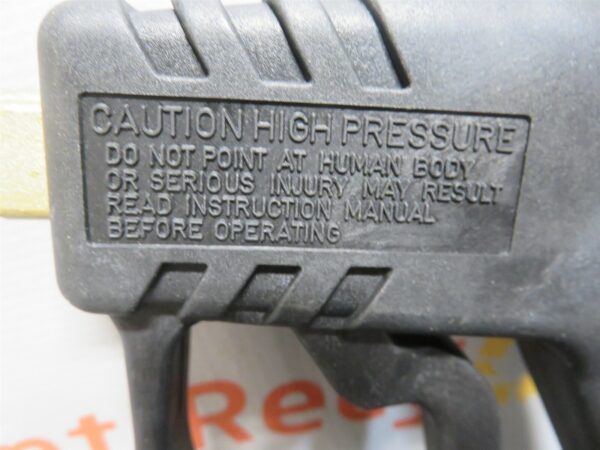 CAUTION HIGH PRESSURE
DO NOT POINT AT HUMAN BODY
OR SERIOUS INJURY MAY RESULT
READ INSTRUCTION MANUAL
BEFORE OPERATING